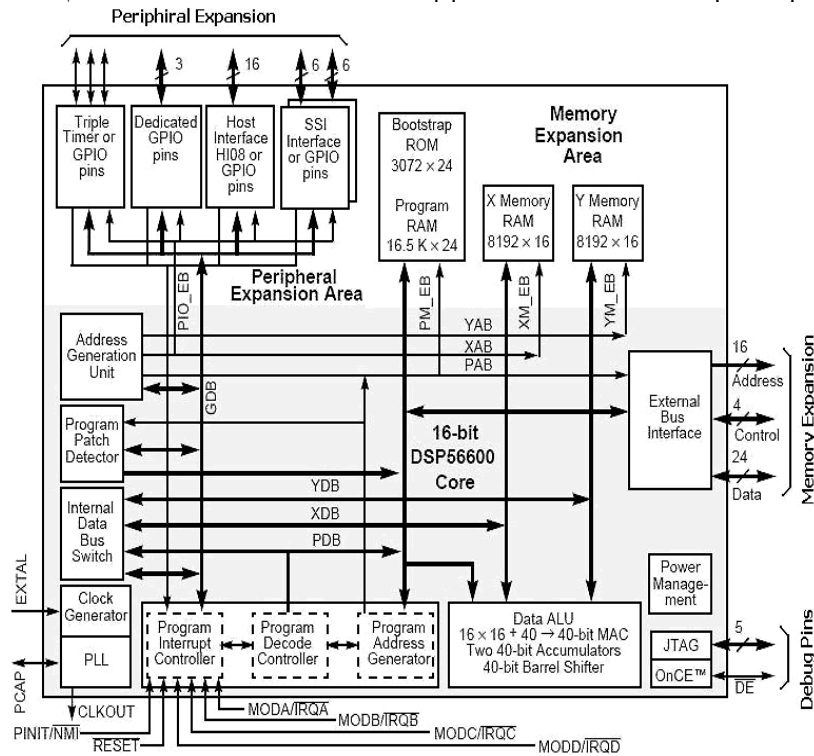 Periphiral Expansion
3
16
6
6
Triple
Timer or
GPIO
pins
Dedicated
GPIO
pins
Host
Interface
HI08 or
GPIO
pins
SSI
Interface
or GPIO
pins
Bootstrap
ROM
3072 × 24
Program
RAM
16.5 K × 24
Memory
Expansion
Area
X Memory
RAM
8192 × 16
Y Memory
RAM
8192 × 16
PIO_EB
Peripheral
Expansion Area
PM_EB
XM_EB
YM_EB
Address
Generation
Unit
YAB
XAB
PAB
GDB
External
Bus
Interface
16
Address
4
Control
24
Data
Memory Expansion
Program
Patch
Detector
16-bit
DSP56600
Core
Internal
Data
Bus
Switch
YDB
XDB
PDB
EXTAL
Clock
Generator
PLL
PCAP
Program
Interrupt
Controller
Program
Decode
Controller
Program
Address
Generator
Data ALU
16 × 16 + 40 → 40-bit MAC
Two 40-bit Accumulators
40-bit Barrel Shifter
Power
Manage-
ment
JTAG
OnCE™
5
DE
Debug Pins
CLKOUT
PINIT/NMI
RESET
MODA/IRQA
MODB/IRQB
MODC/IRQC
MODD/IRQD